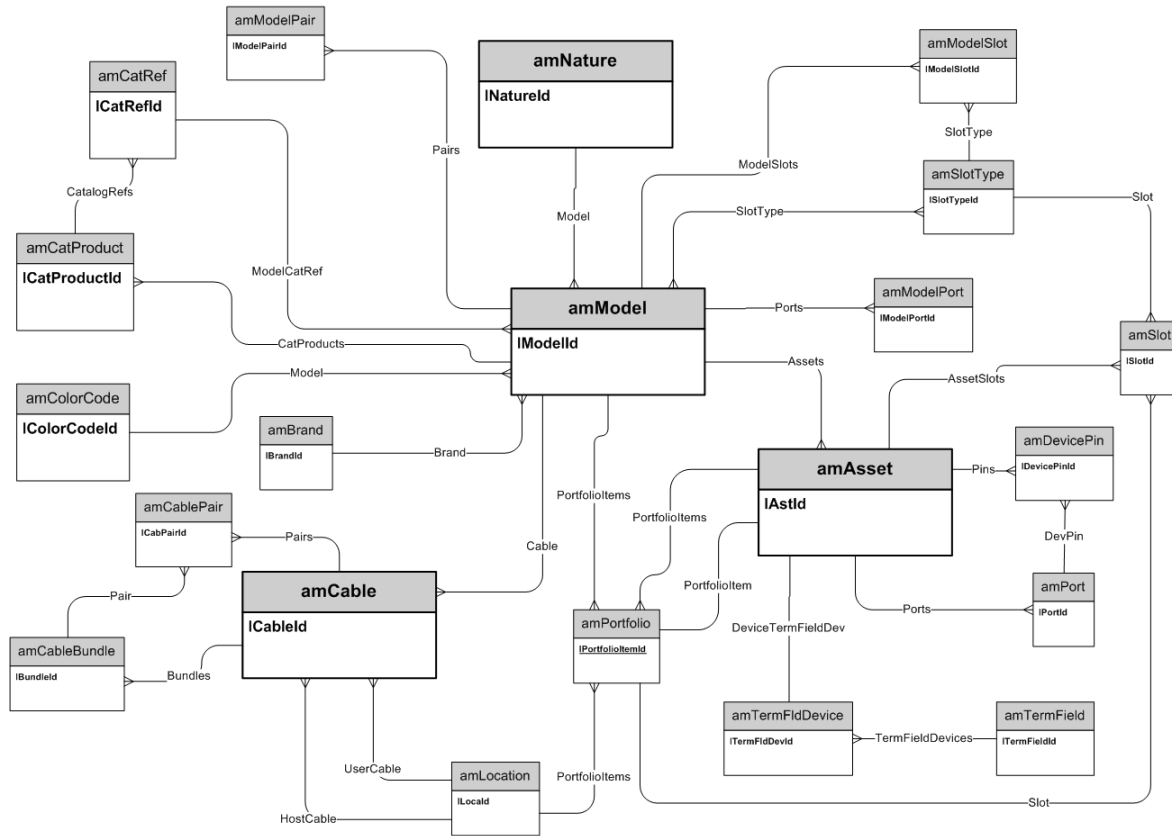 amModelPair
lModelPairId
amNature
lNatureId
amModelSlot
lModelSlotId
amCatRef
lCatRefId
Pairs
SlotType
ModelSlots
amSlotType
lSlotTypeId
CatalogRefs
Slot
Model
SlotType
amCatProduct
lCatProductId
ModelCatRef
amModelPort
lModelPortId
amModel
lModelId
Ports
amSlot
lSlotId
CatProducts
Assets
Model
AssetSlots
amColorCode
lColorCodeId
amBrand
lBrandId
Brand
amDevicePin
lDevicePinId
amAsset
lAstId
Pins
amCablePair
lCabPairId
PortfolioItems
PortfolioItems
Pairs
DevPin
Cable
amCable
lCableId
PortfolioItem
amPort
lPortId
Pair
Ports
amPortfolio
lPortfolioItemId
DeviceTermFieldDev
amCableBundle
lBundleId
Bundles
amTermFldDevice
lTermFldDevId
TermFieldDevices
amTermField
lTermFieldId
UserCable
amLocation
lLocaId
PortfolioItems
HostCable
Slot